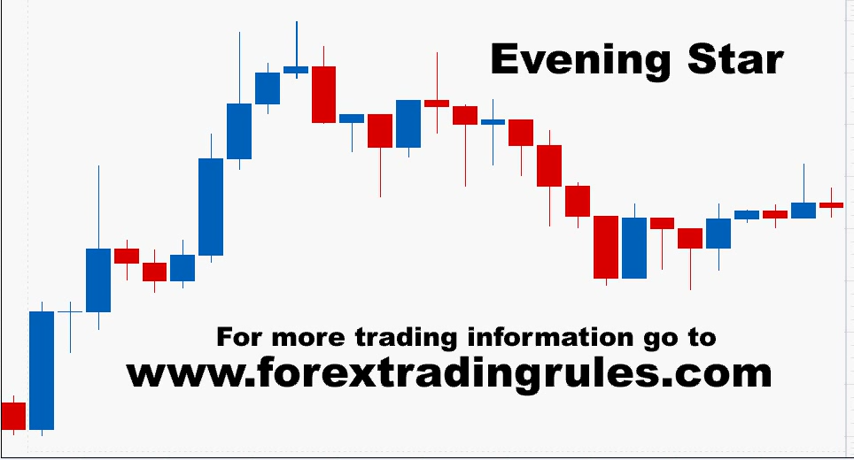 Evening Star
For more trading information go to
www.forextradingrules.com